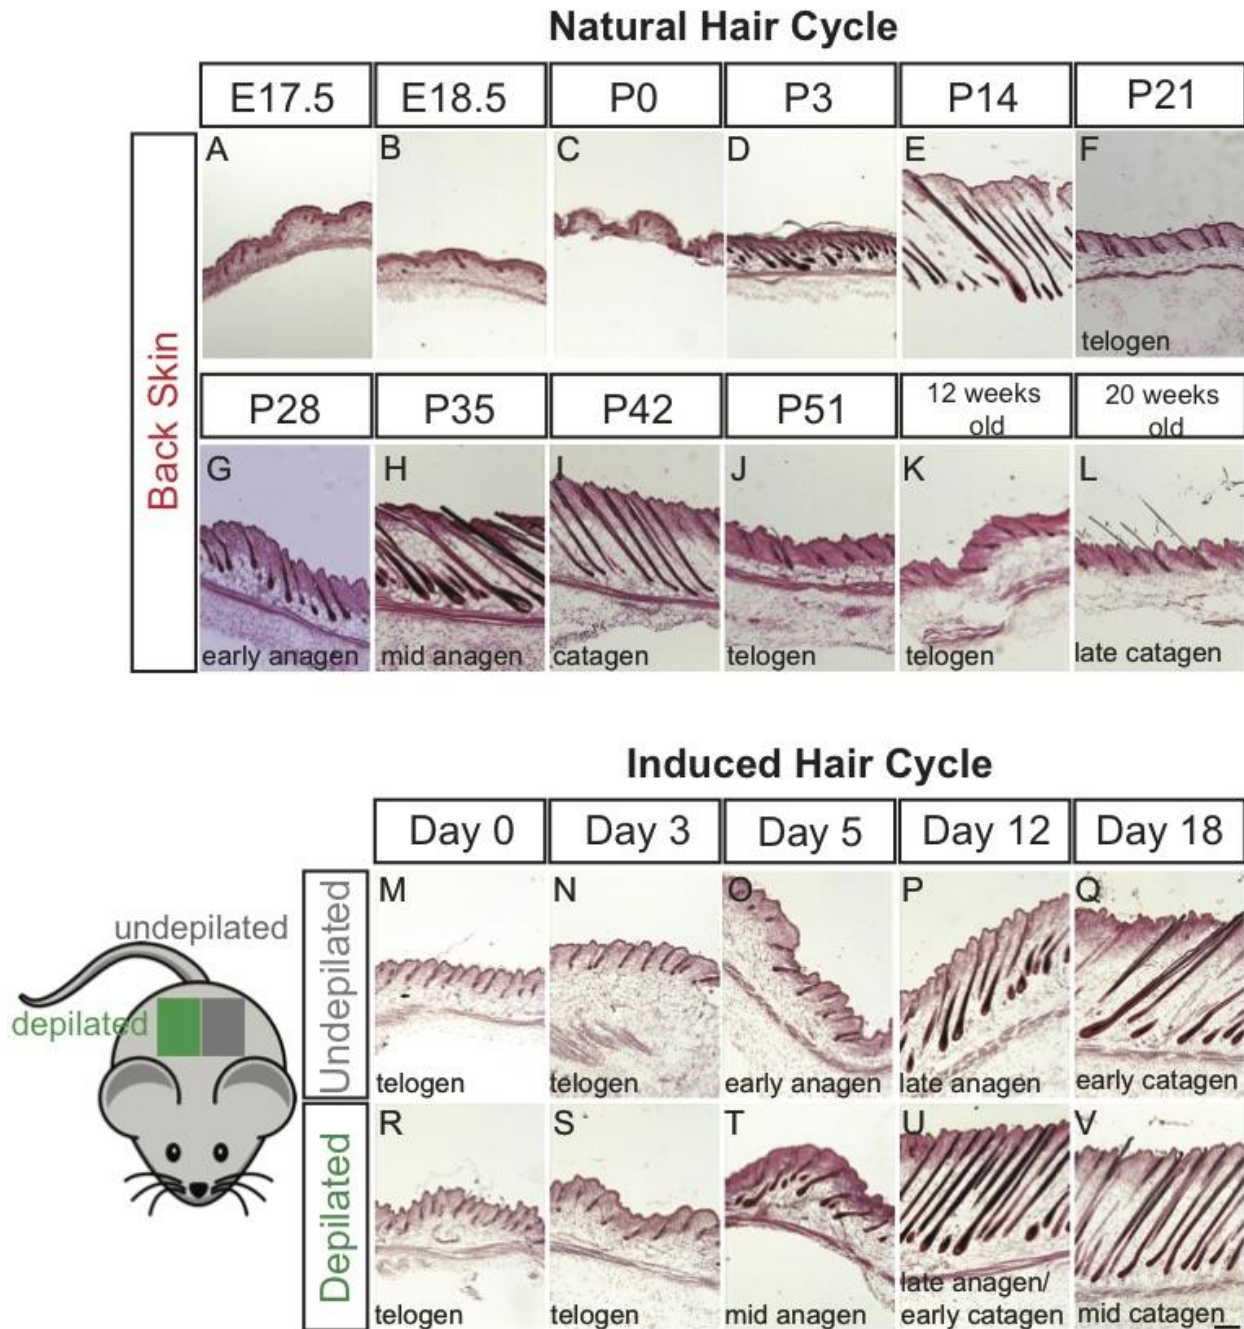 Natural Hair Cycle
E17.5
E18.5
P0
P3
P14
P21
Back Skin
A
B
C
D
E
F
telogen
P28
P35
P42
P51
12 weeks
old
20 weeks
old
G
H
I
J
K
L
early anagen
mid anagen
catagen
telogen
telogen
late catagen
Induced Hair Cycle
Day 0
Day 3
Day 5
Day 12
Day 18
undepilated
depilated
Undepilated
M
N
O
P
Q
telogen
telogen
early anagen
late anagen
early catagen
Depilated
R
S
T
U
V
telogen
telogen
mid anagen
late anagen/
early catagen
mid catagen